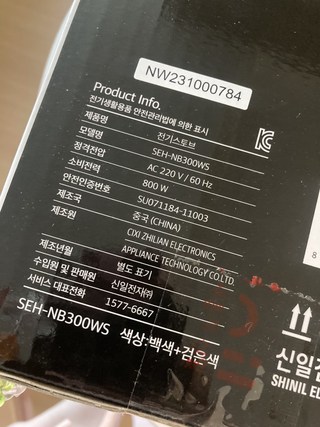 NW231000784
Product Info.
전기생활용품 안전관리법에 의한 표시
제품명 전기스토브
모델명 SEH-NB300WS
정격전압 AC 220 V / 60 Hz
소비전력 800 W
안전인증번호 SU071184-11003
제조국 중국 (CHINA)
제조원 CIXI ZHILIAN ELECTRONICS
APPLIANCE TECHNOLOGY CO.LTD.
제조년월 별도 표기
수입원 및 판매원 신일전자㈜
서비스 대표전화 1577-6667
SEH-NB300WS 색상:백색+검은색
8
신일
SHINIL